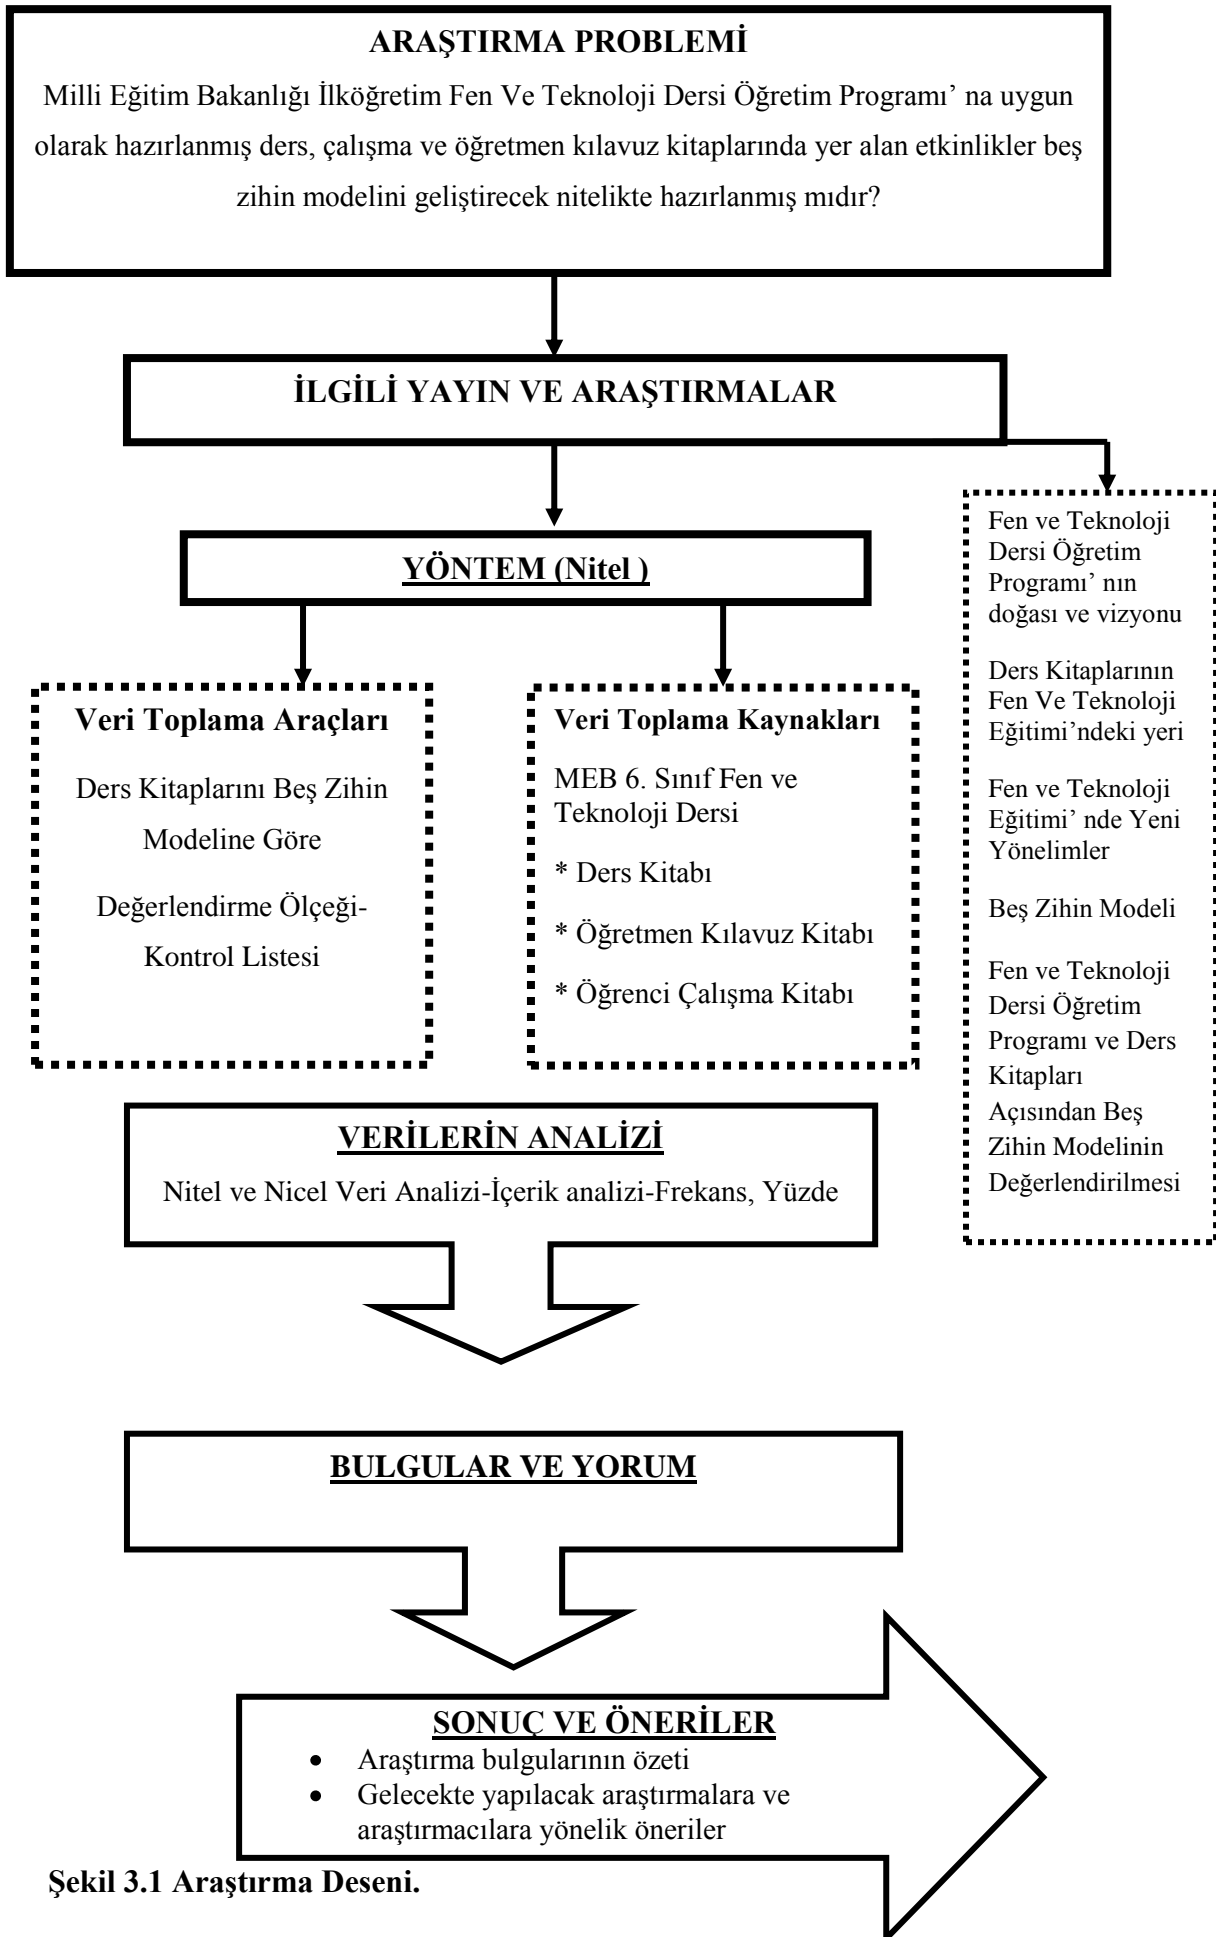 ARAŞTIRMA PROBLEMİ
Milli Eğitim Bakanlığı İlköğretim Fen Ve Teknoloji Dersi Öğretim Programı’ na uygun
olarak hazırlanmış ders, çalışma ve öğretmen kılavuz kitaplarında yer alan etkinlikler beş
zihin modelini geliştirecek nitelikte hazırlanmış mıdır?
İLGİLİ YAYIN VE ARAŞTIRMALAR
YÖNTEM (Nitel )
Veri Toplama Araçları
Ders Kitaplarını Beş Zihin
Modeline Göre
Değerlendirme Ölçeği-
Kontrol Listesi
Veri Toplama Kaynakları
MEB 6. Sınıf Fen ve
Teknoloji Dersi
* Ders Kitabı
* Öğretmen Kılavuz Kitabı
* Öğrenci Çalışma Kitabı
Fen ve Teknoloji
Dersi Öğretim
Programı’ nın
doğası ve vizyonu
Ders Kitaplarının
Fen Ve Teknoloji
Eğitimi’ndeki yeri
Fen ve Teknoloji
Eğitimi’ nde Yeni
Yönelimler
Beş Zihin Modeli
Fen ve Teknoloji
Dersi Öğretim
Programı ve Ders
Kitapları
Açısından Beş
Zihin Modelinin
Değerlendirilmesi
VERİLERİN ANALİZİ
Nitel ve Nicel Veri Analizi-İçerik analizi-Frekans, Yüzde
BULGULAR VE YORUM
SONUÇ VE ÖNERİLER
• Araştırma bulgularının özeti
• Gelecekte yapılacak araştırmalara ve
araştırmacılara yönelik öneriler
Şekil 3.1 Araştırma Deseni.